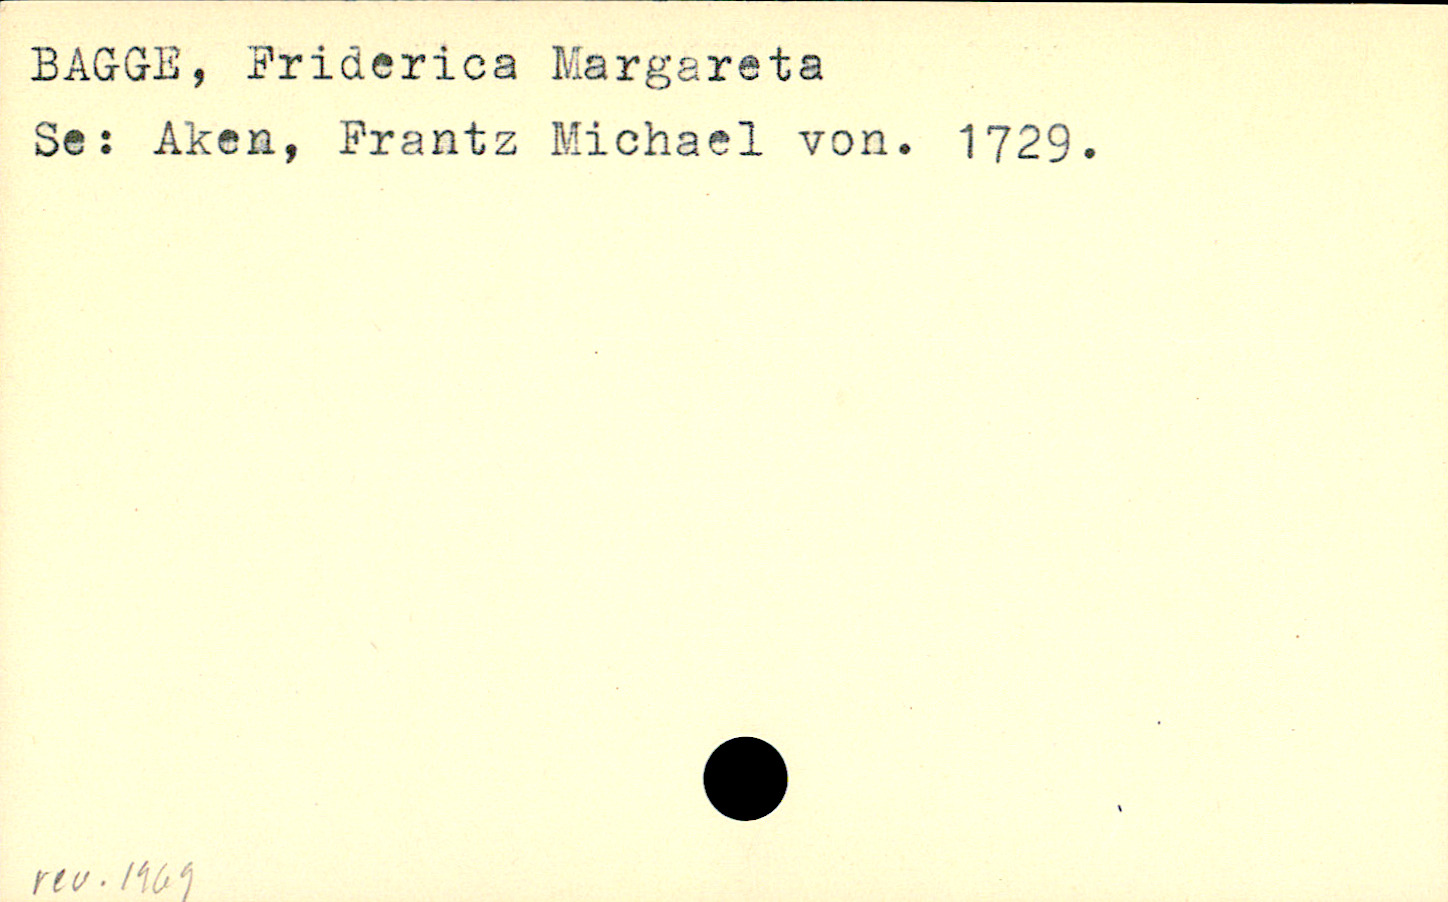 BAGGE, Friderica Margareta
Se: Aken, Frantz Michael von. 1729.
rev. 1969